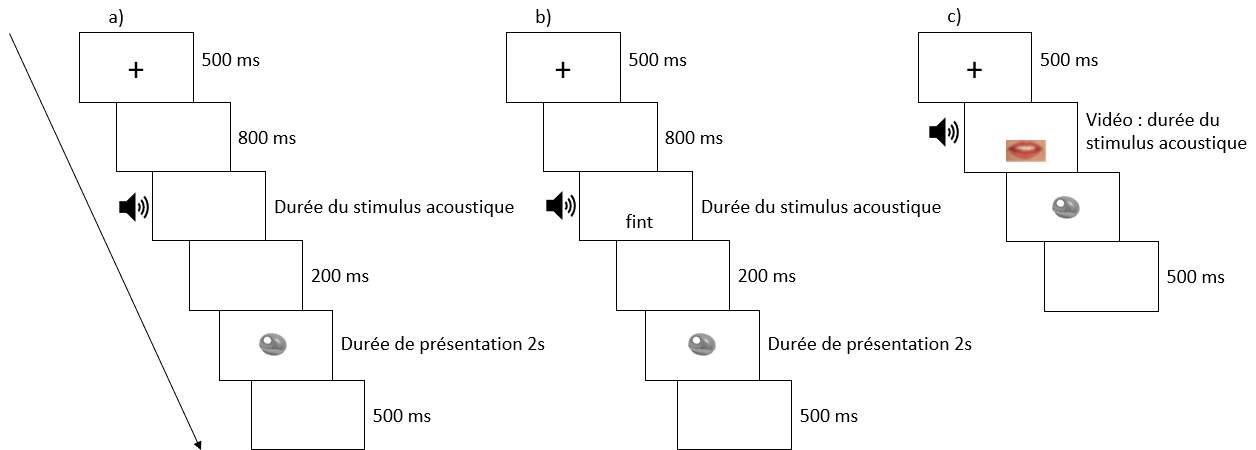 a)
+
500 ms
800 ms
Durée du stimulus acoustique
200 ms
Durée de présentation 2s
500 ms
b)
+
500 ms
800 ms
fint
Durée du stimulus acoustique
200 ms
Durée de présentation 2s
500 ms
c)
+
500 ms
Vidéo : durée du
stimulus acoustique
500 ms